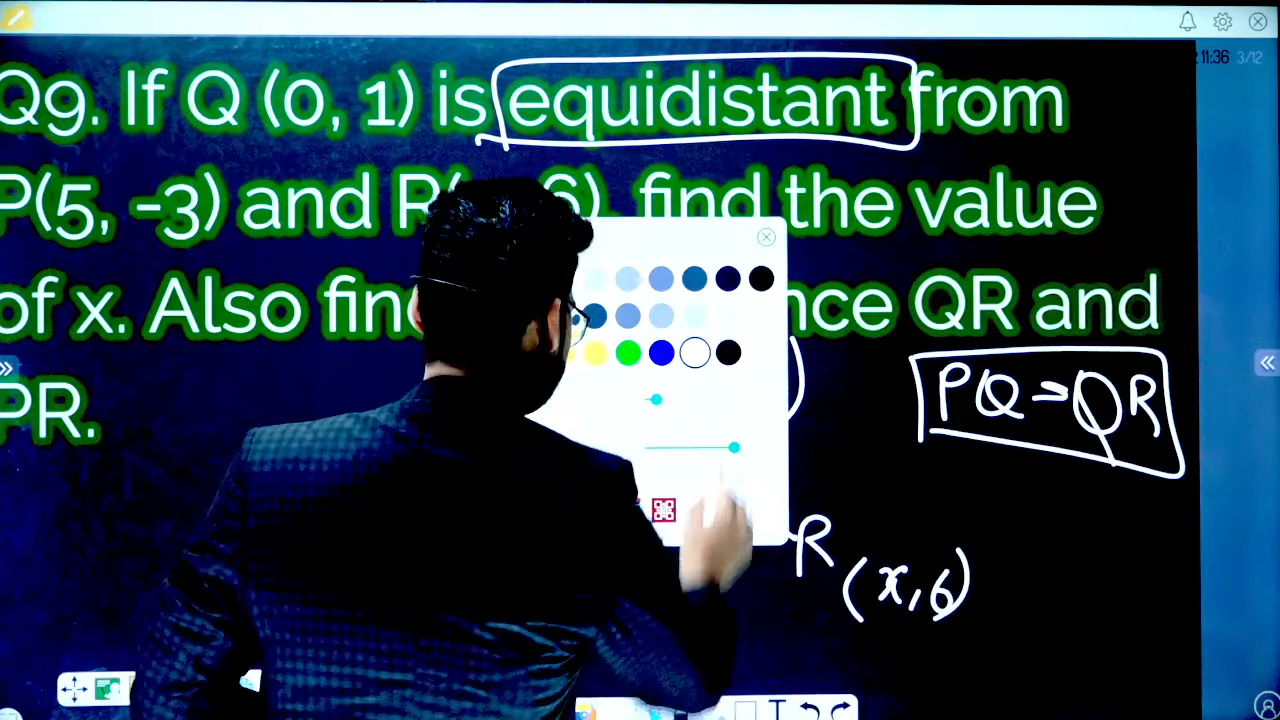 11:36 3/12
Q9. If Q (0, 1) is equidistant from
P(5, -3) and R( 6), find the value
of x. Also fin nce QR and
PR.
PQ = QR
R
(x, 6)
T